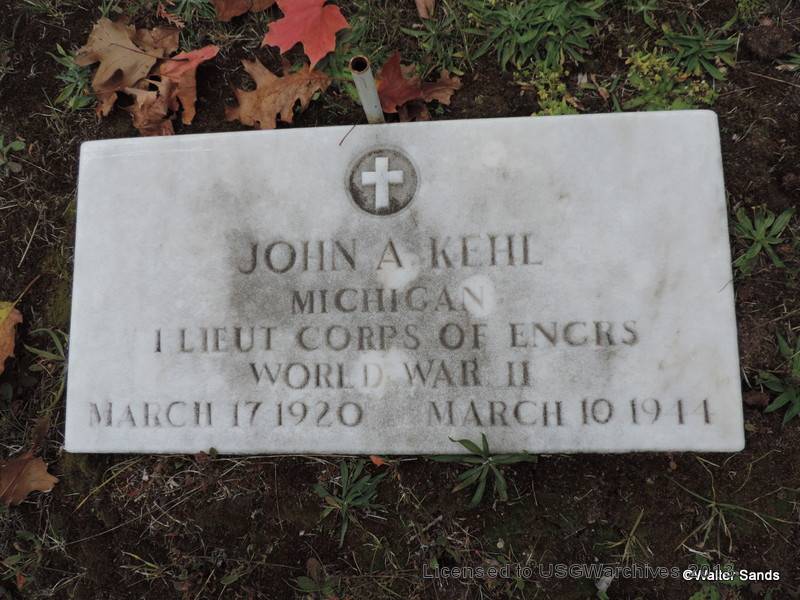 JOHN A KEHL
MICHIGAN
1 LIEUT CORPS OF ENGRS
WORLD WAR II
MARCH 17 1920 MARCH 10 1944
Licensed to USGWarchives 2013
©Walter Sands